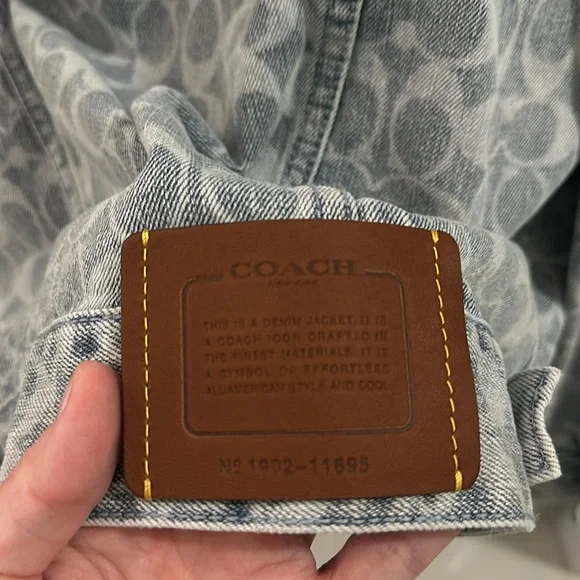 COACH
NEW YORK
THIS IS A DENIM JACKET. IT IS
A COACH ICON CRAFTED IN
THE FINEST MATERIALS. IT IS
A SYMBOL OF EFFORTLESS
ALL-AMERICAN STYLE AND COOL
Nº 1902-11695